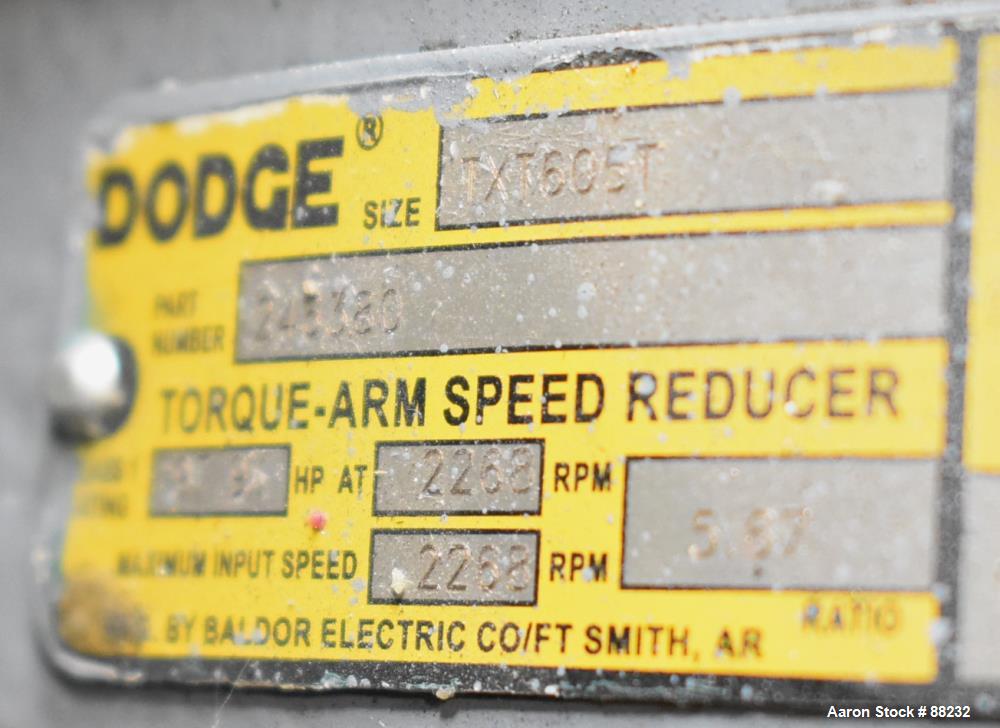 DODGE®
SIZE TXT605T
PART NUMBER 245380
TORQUE-ARM SPEED REDUCER
HP AT 2268 RPM
MAXIMUM INPUT SPEED 2268 RPM
5.67
RATIO
BY BALDOR ELECTRIC CO/FT SMITH, AR
Aaron Stock # 88232